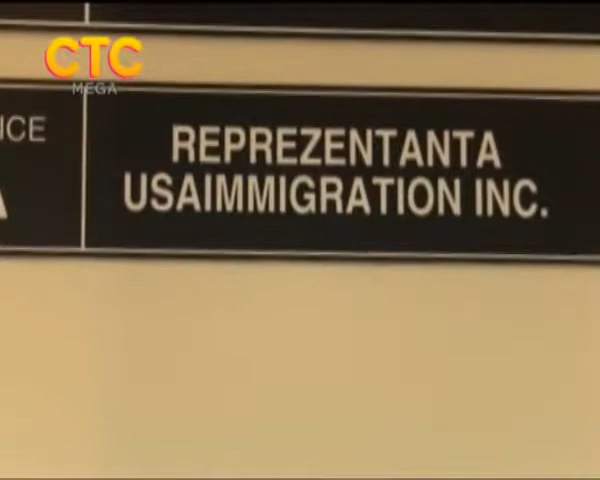 CTC
MEGA
ICE
REPREZENTANTA
USAIMMIGRATION INC.